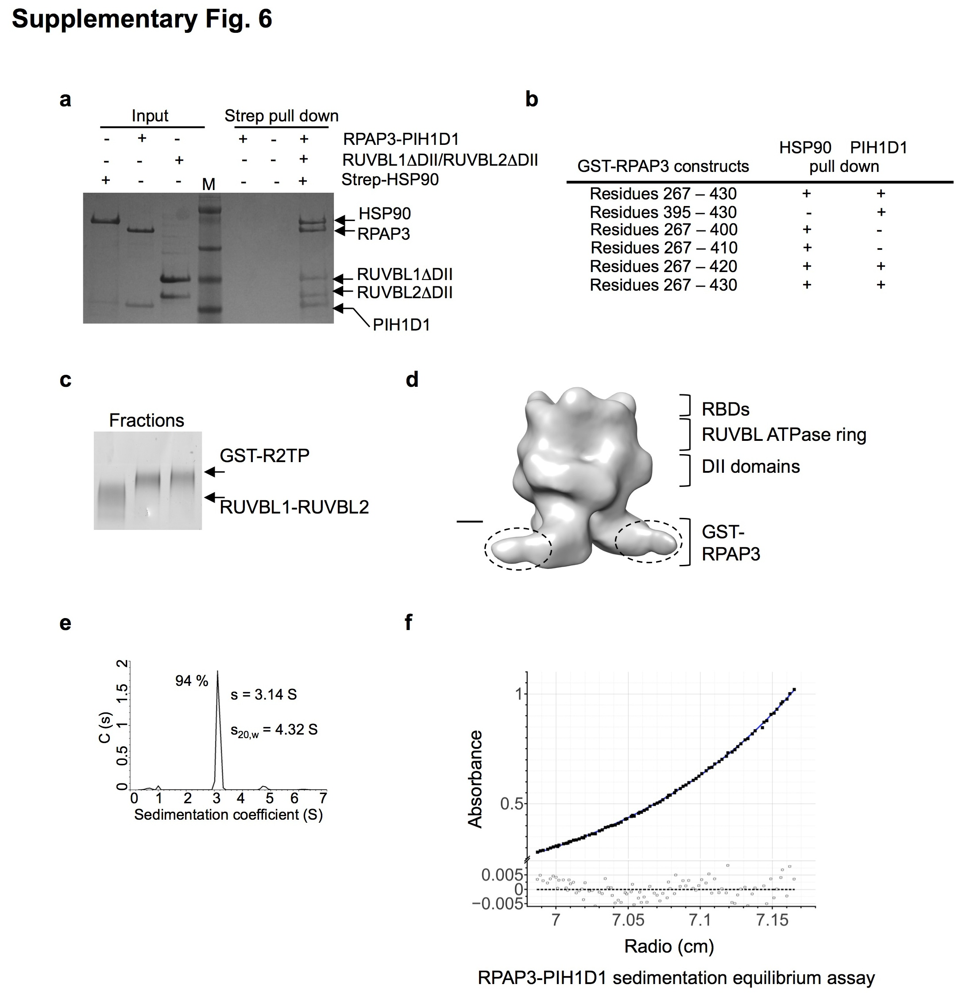 Supplementary Fig. 6
a
Input
Strep pull down
- + - + - + RPAP3-PIH1D1
- - + - - + RUVBL1ΔDII/RUVBL2ΔDII
+ - - M - - + Strep-HSP90
HSP90
RPAP3
RUVBL1ΔDII
RUVBL2ΔDII
PIH1D1
b
HSP90 PIH1D1
GST-RPAP3 constructs pull down
Residues 267 – 430 + +
Residues 395 – 430 - +
Residues 267 – 400 + -
Residues 267 – 410 + -
Residues 267 – 420 + +
Residues 267 – 430 + +
c
Fractions
GST-R2TP
RUVBL1-RUVBL2
d
RBDs
RUVBL ATPase ring
DII domains
GST-
RPAP3
e
C (s)
2
1.5
1
0.5
0
94 %
s = 3.14 S
s20,w = 4.32 S
0 1 2 3 4 5 6 7
Sedimentation coefficient (S)
f
Absorbance
1
0.5
0.005
0
−0.005
7 7.05 7.1 7.15
Radio (cm)
RPAP3-PIH1D1 sedimentation equilibrium assay